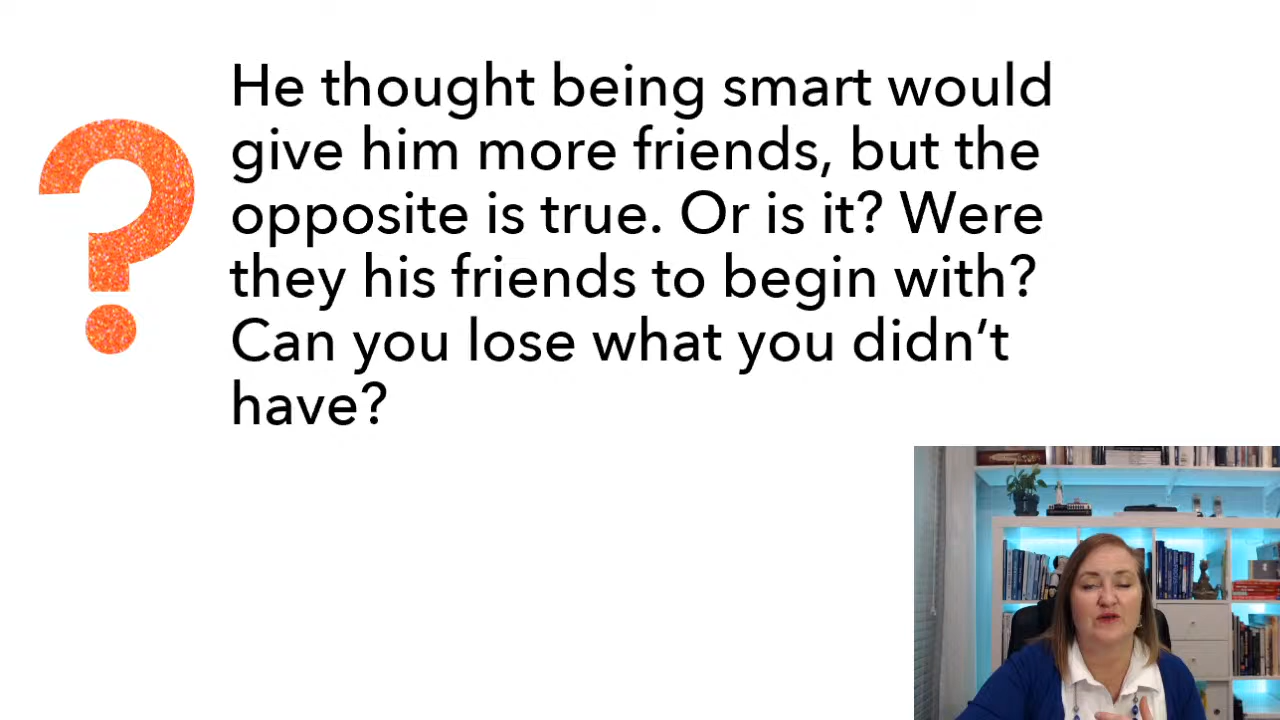 He thought being smart would
give him more friends, but the
opposite is true. Or is it? Were
they his friends to begin with?
Can you lose what you didn’t
have?